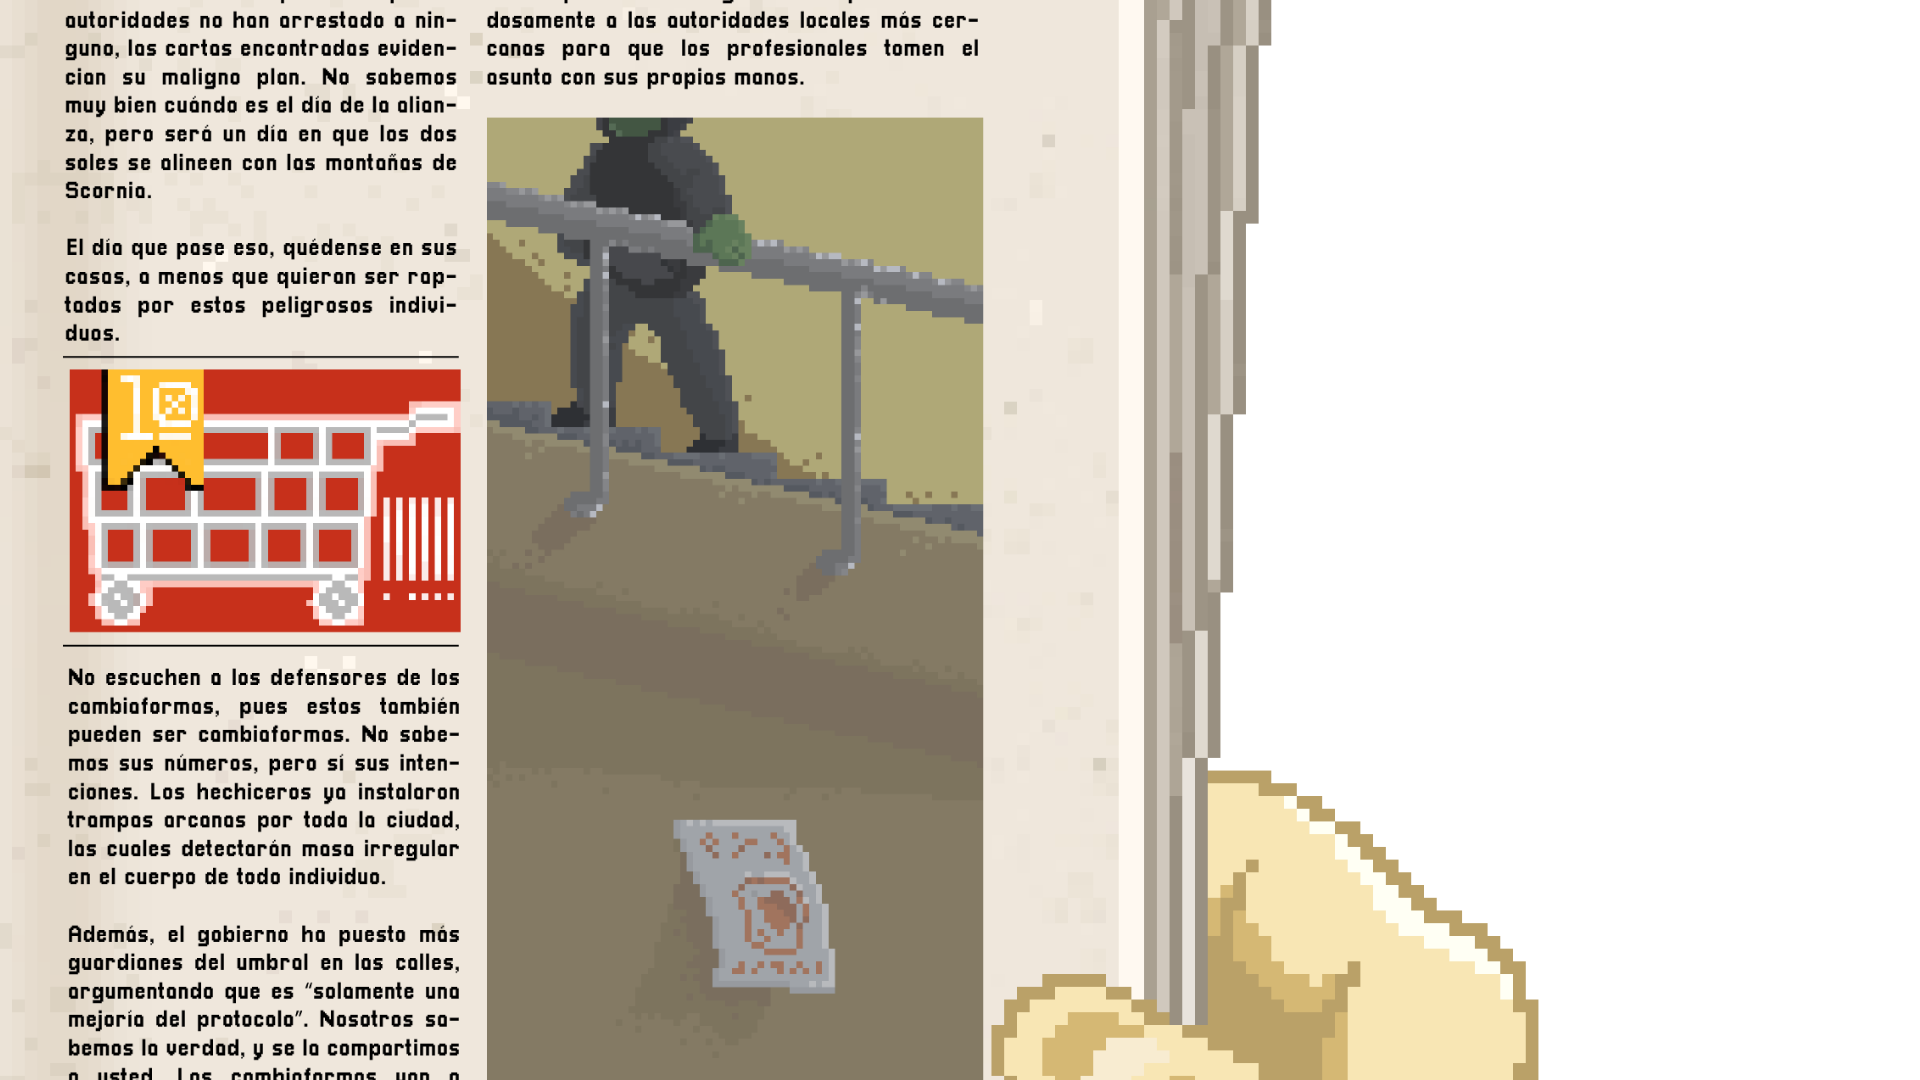 autoridades no han arrestado a nin-
guno, las cartas encontradas eviden-
cian su maligno plan. No sabemos
muy bien cuándo es el día de la alian-
za, pero será un día en que los dos
soles se alineen con las montañas de
Scornia.
El día que pase eso, quédense en sus
casas, a menos que quieran ser rap-
tados por estos peligrosos indivi-
duos.
10
No escuchen a los defensores de los
cambiaformas, pues estos también
pueden ser cambiaformas. No sabe-
mos sus números, pero sí sus inten-
ciones. Los hechiceros ya instalaron
trampas arcanas por toda la ciudad,
las cuales detectarán masa irregular
en el cuerpo de todo individuo.
Además, el gobierno ha puesto más
guardianes del umbral en las calles,
argumentando que es "solamente una
mejoría del protocolo". Nosotros sa-
bemos la verdad, y se la compartimos
a usted. Los cambiaformas van a
dosamente a las autoridades locales más cer-
canas para que los profesionales tomen el
asunto con sus propias manos.